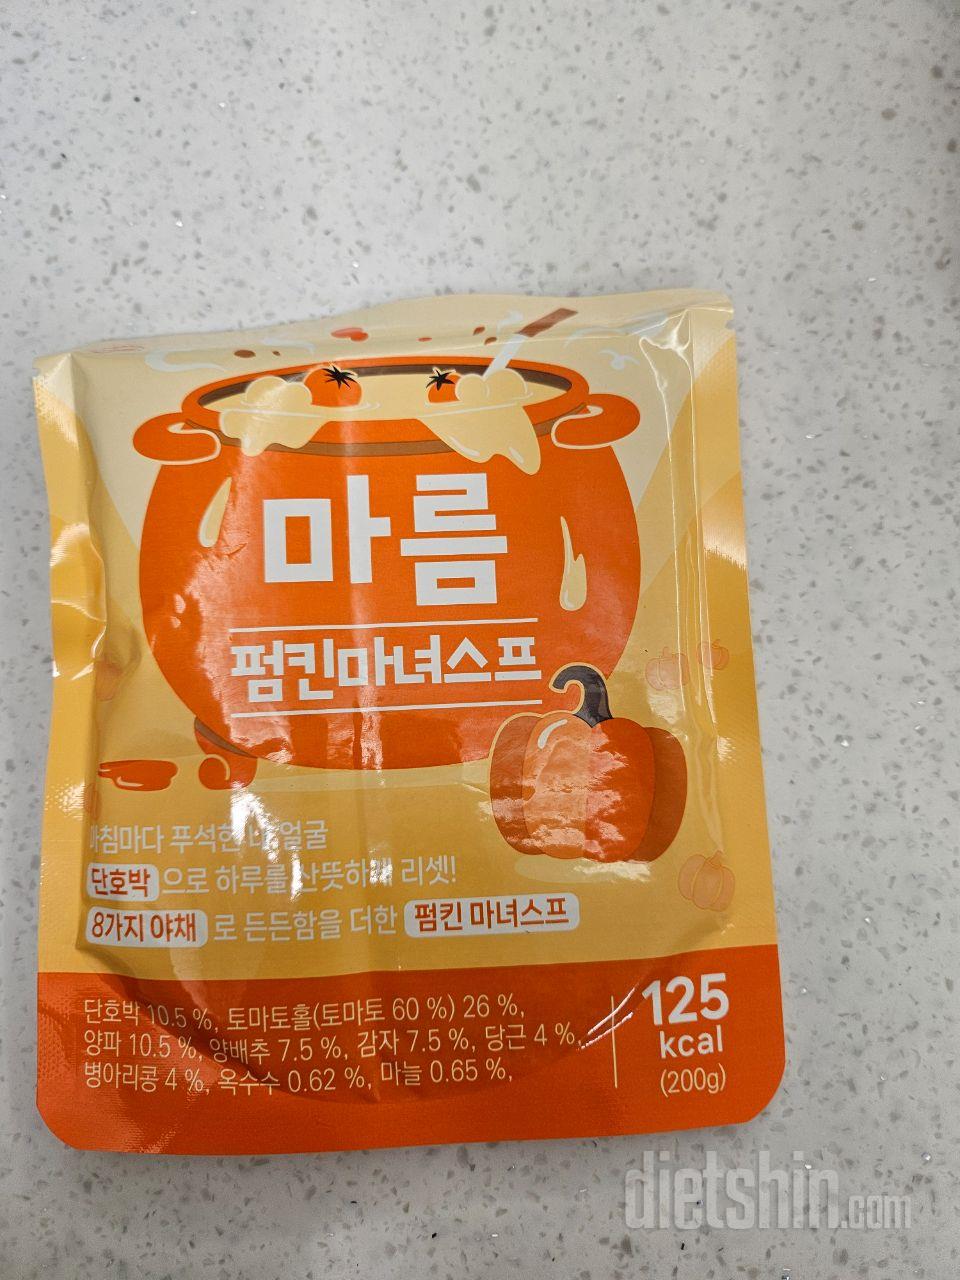 마름
펌킨마녀스프
아침마다 푸석한 내 얼굴
단호박 으로 하루를 산뜻하게 리셋!
8가지 야채 로 든든함을 더한 펌킨 마녀스프
단호박 10.5 %, 토마토홀(토마토 60 %) 26 %,
양파 10.5 %, 양배추 7.5 %, 감자 7.5 %, 당근 4 %,
병아리콩 4 %, 옥수수 0.62 %, 마늘 0.65 %,
125
kcal
(200g)
dietshin.com